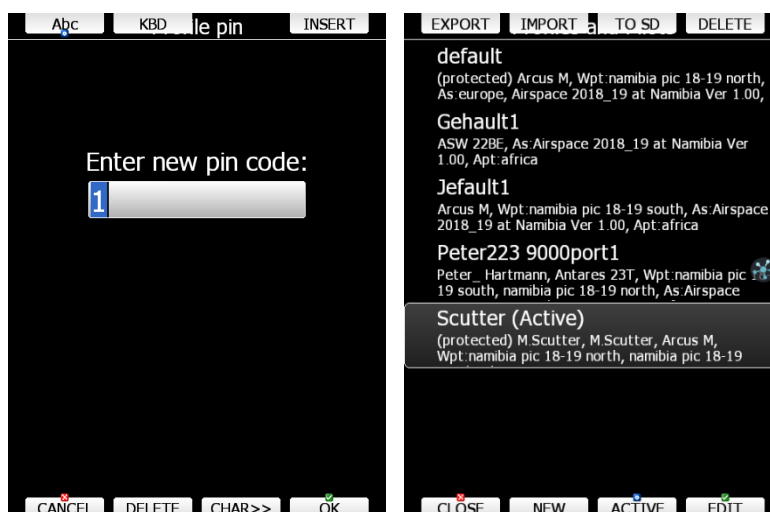 Abc KBD Profile pin INSERT
Enter new pin code:
1
CANCEL DELETE CHAR>> OK
EXPORT IMPORT TO SD DELETE
default
(protected) Arcus M, Wpt:namibia pic 18-19 north,
As:europe, Airspace 2018_19 at Namibia Ver 1.00,
Gehault1
ASW 22BE, As:Airspace 2018_19 at Namibia Ver
1.00, Apt:africa
Jefault1
Arcus M, Wpt:namibia pic 18-19 south, As:Airspace
2018_19 at Namibia Ver 1.00, Apt:africa
Peter223 9000port1
Peter_ Hartmann, Antares 23T, Wpt:namibia pic
19 south, namibia pic 18-19 north, As:Airspace
Scutter (Active)
(protected) M.Scutter, M.Scutter, Arcus M,
Wpt:namibia pic 18-19 north, namibia pic 18-19
CLOSE NEW ACTIVE EDIT